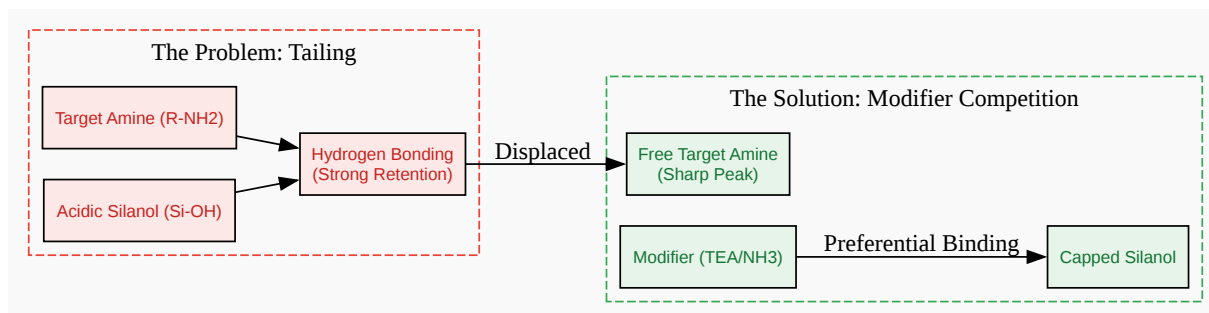 The Problem: Tailing
Target Amine (R-NH2)
Acidic Silanol (Si-OH)
Hydrogen Bonding
(Strong Retention)
Displaced
The Solution: Modifier Competition
Free Target Amine
(Sharp Peak)
Modifier (TEA/NH3)
Preferential Binding
Capped Silanol